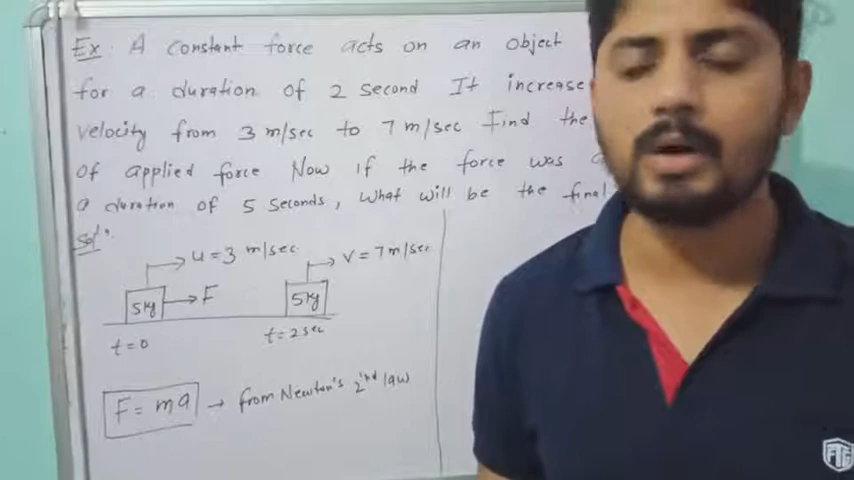 Ex: A constant force acts on an object
for a duration of 2 second It increase
velocity from 3 m/sec to 7 m/sec Find the
of applied force Now if the force was
a duration of 5 seconds, What will be the final
Solⁿ:
u = 3 m/sec
v = 7 m/sec
5kg F
5kg
t = 0
t = 2 sec
F = ma → from Newton's 2nd law
FTC